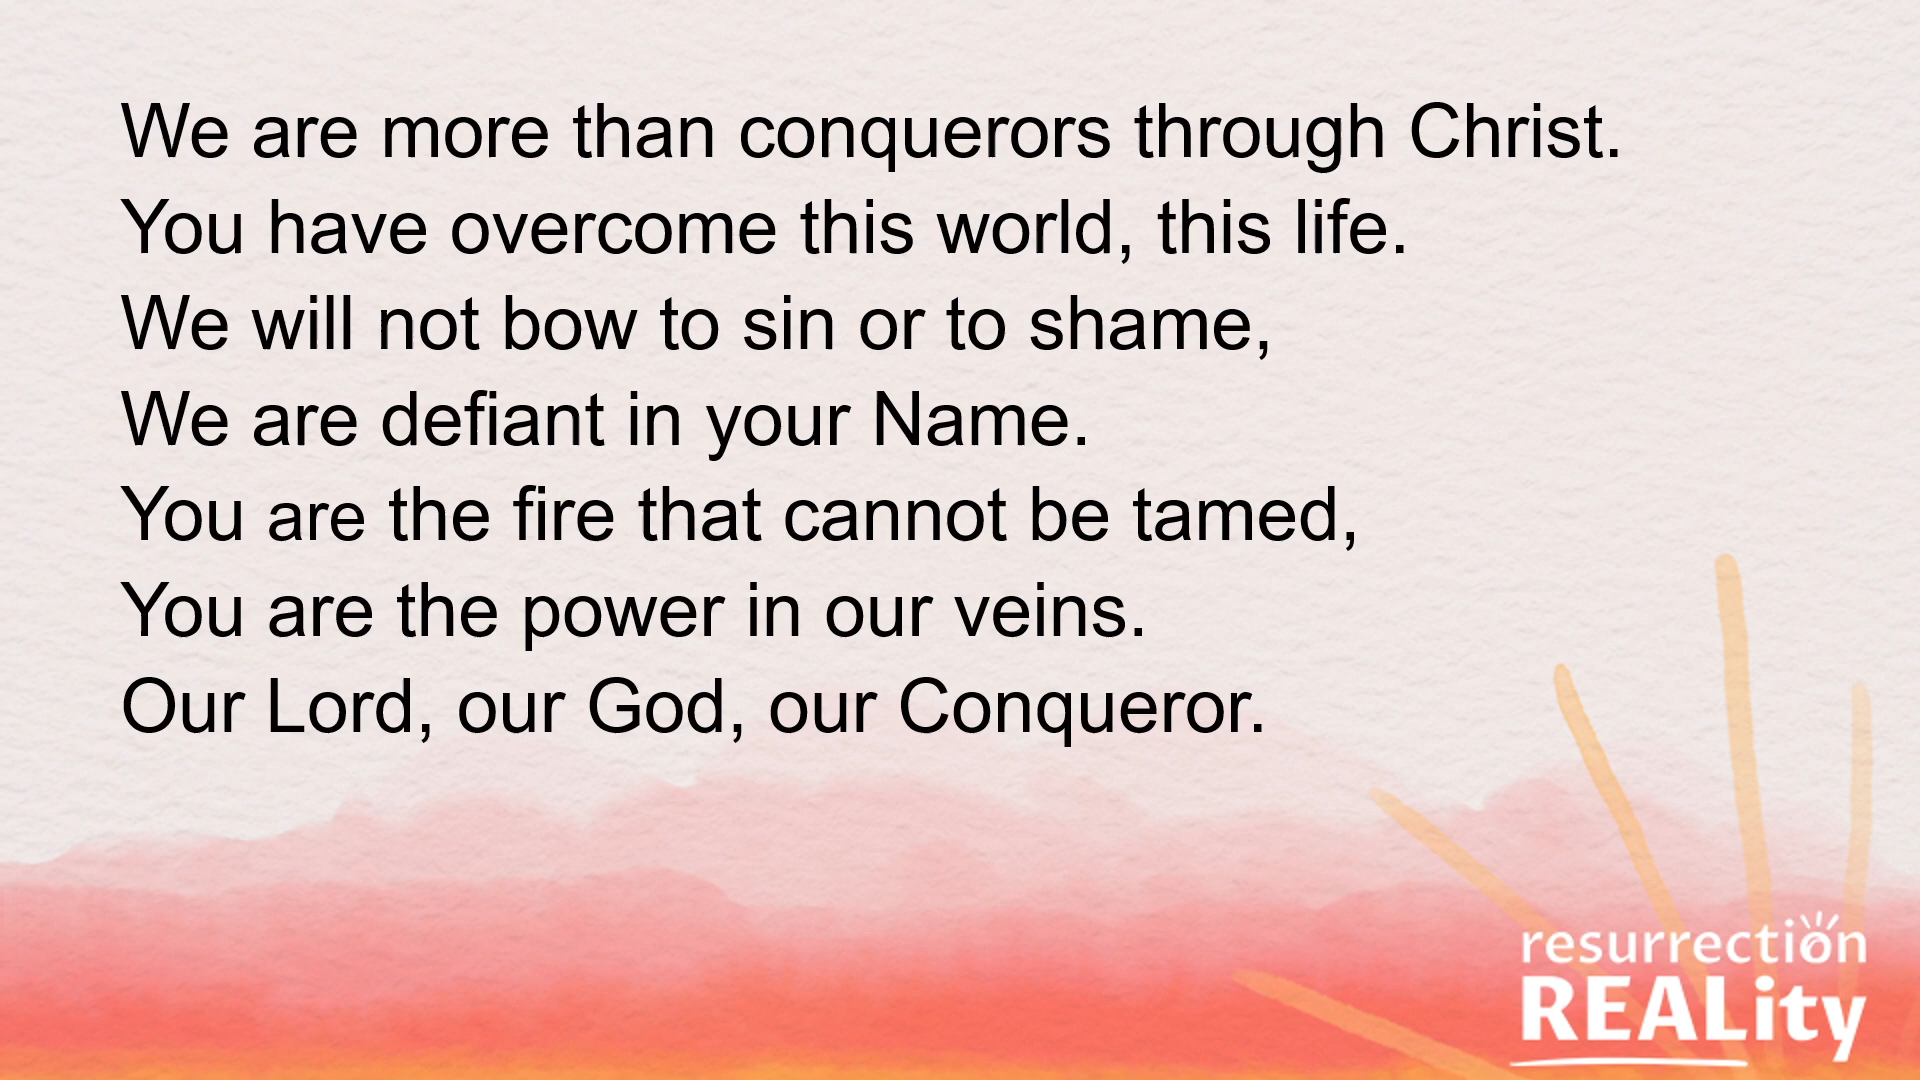 We are more than conquerors through Christ.
You have overcome this world, this life.
We will not bow to sin or to shame,
We are defiant in your Name.
You are the fire that cannot be tamed,
You are the power in our veins.
Our Lord, our God, our Conqueror.
resurrection
REALity